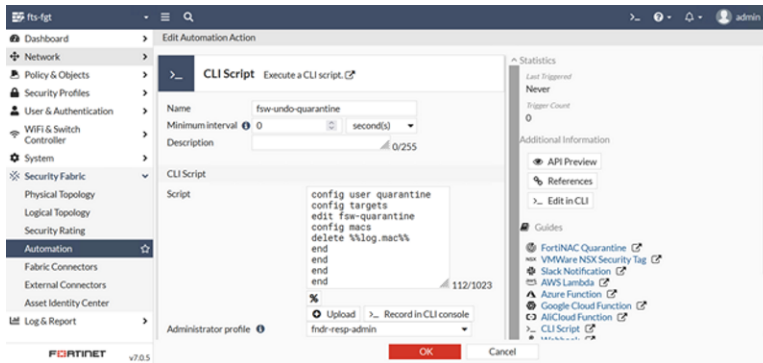 fts-fgt
admin
Dashboard
Network
Policy & Objects
Security Profiles
User & Authentication
WiFi & Switch
Controller
System
Security Fabric
Physical Topology
Logical Topology
Security Rating
Automation
Fabric Connectors
External Connectors
Asset Identity Center
Log & Report
FORTINET
v7.0.5
Edit Automation Action
>_ CLI Script Execute a CLI script.
Name fsw-undo-quarantine
Minimum interval 0 second(s)
Description
0/255
CLI Script
Script
config user quarantine
config targets
edit fsw-quarantine
config macs
delete %%log.mac%%
end
end
end
end
112/1023
%
Upload >_ Record in CLI console
Administrator profile fndr-resp-admin
OK Cancel
Statistics
Last Triggered
Never
Trigger Count
0
Additional Information
API Preview
References
>_ Edit in CLI
Guides
FortiNAC Quarantine
VMWare NSX Security Tag
Slack Notification
AWS Lambda
Azure Function
Google Cloud Function
AliCloud Function
>_ CLI Script